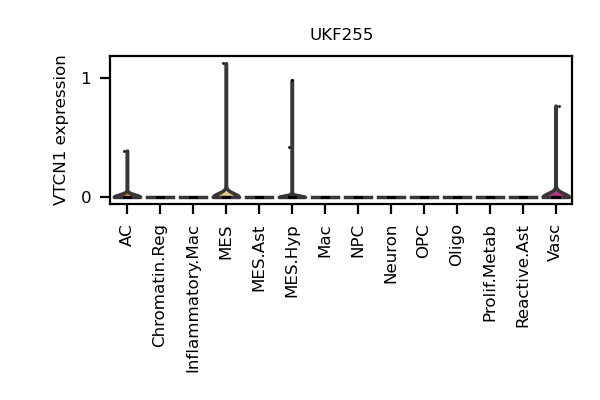 UKF255
VTCN1 expression
1
0
AC
Chromatin.Reg
Inflammatory.Mac
MES
MES.Ast
MES.Hyp
Mac
NPC
Neuron
OPC
Oligo
Prolif.Metab
Reactive.Ast
Vasc